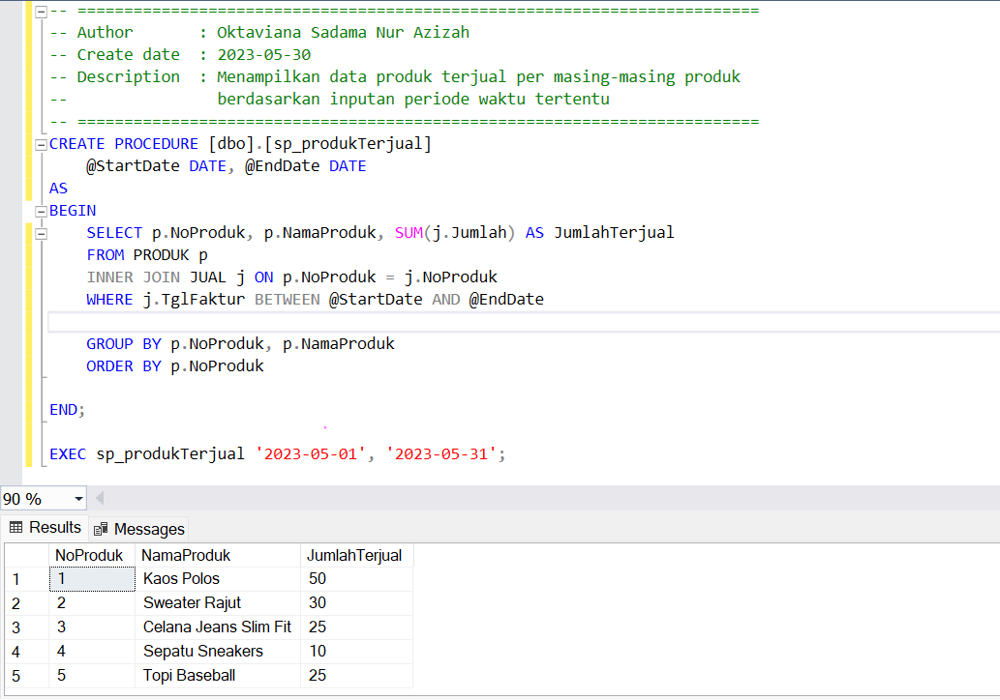 -- =========================================================================
-- Author       : Oktaviana Sadama Nur Azizah
-- Create date  : 2023-05-30
-- Description  : Menampilkan data produk terjual per masing-masing produk
--                berdasarkan inputan periode waktu tertentu
-- =========================================================================
CREATE PROCEDURE [dbo].[sp_produkTerjual]
    @StartDate DATE, @EndDate DATE
AS
BEGIN
    SELECT p.NoProduk, p.NamaProduk, SUM(j.Jumlah) AS JumlahTerjual
    FROM PRODUK p
    INNER JOIN JUAL j ON p.NoProduk = j.NoProduk
    WHERE j.TglFaktur BETWEEN @StartDate AND @EndDate
    GROUP BY p.NoProduk, p.NamaProduk
    ORDER BY p.NoProduk
END;
EXEC sp_produkTerjual '2023-05-01', '2023-05-31';
90 %
Results Messages
NoProduk NamaProduk JumlahTerjual
1 1 Kaos Polos 50
2 2 Sweater Rajut 30
3 3 Celana Jeans Slim Fit 25
4 4 Sepatu Sneakers 10
5 5 Topi Baseball 25